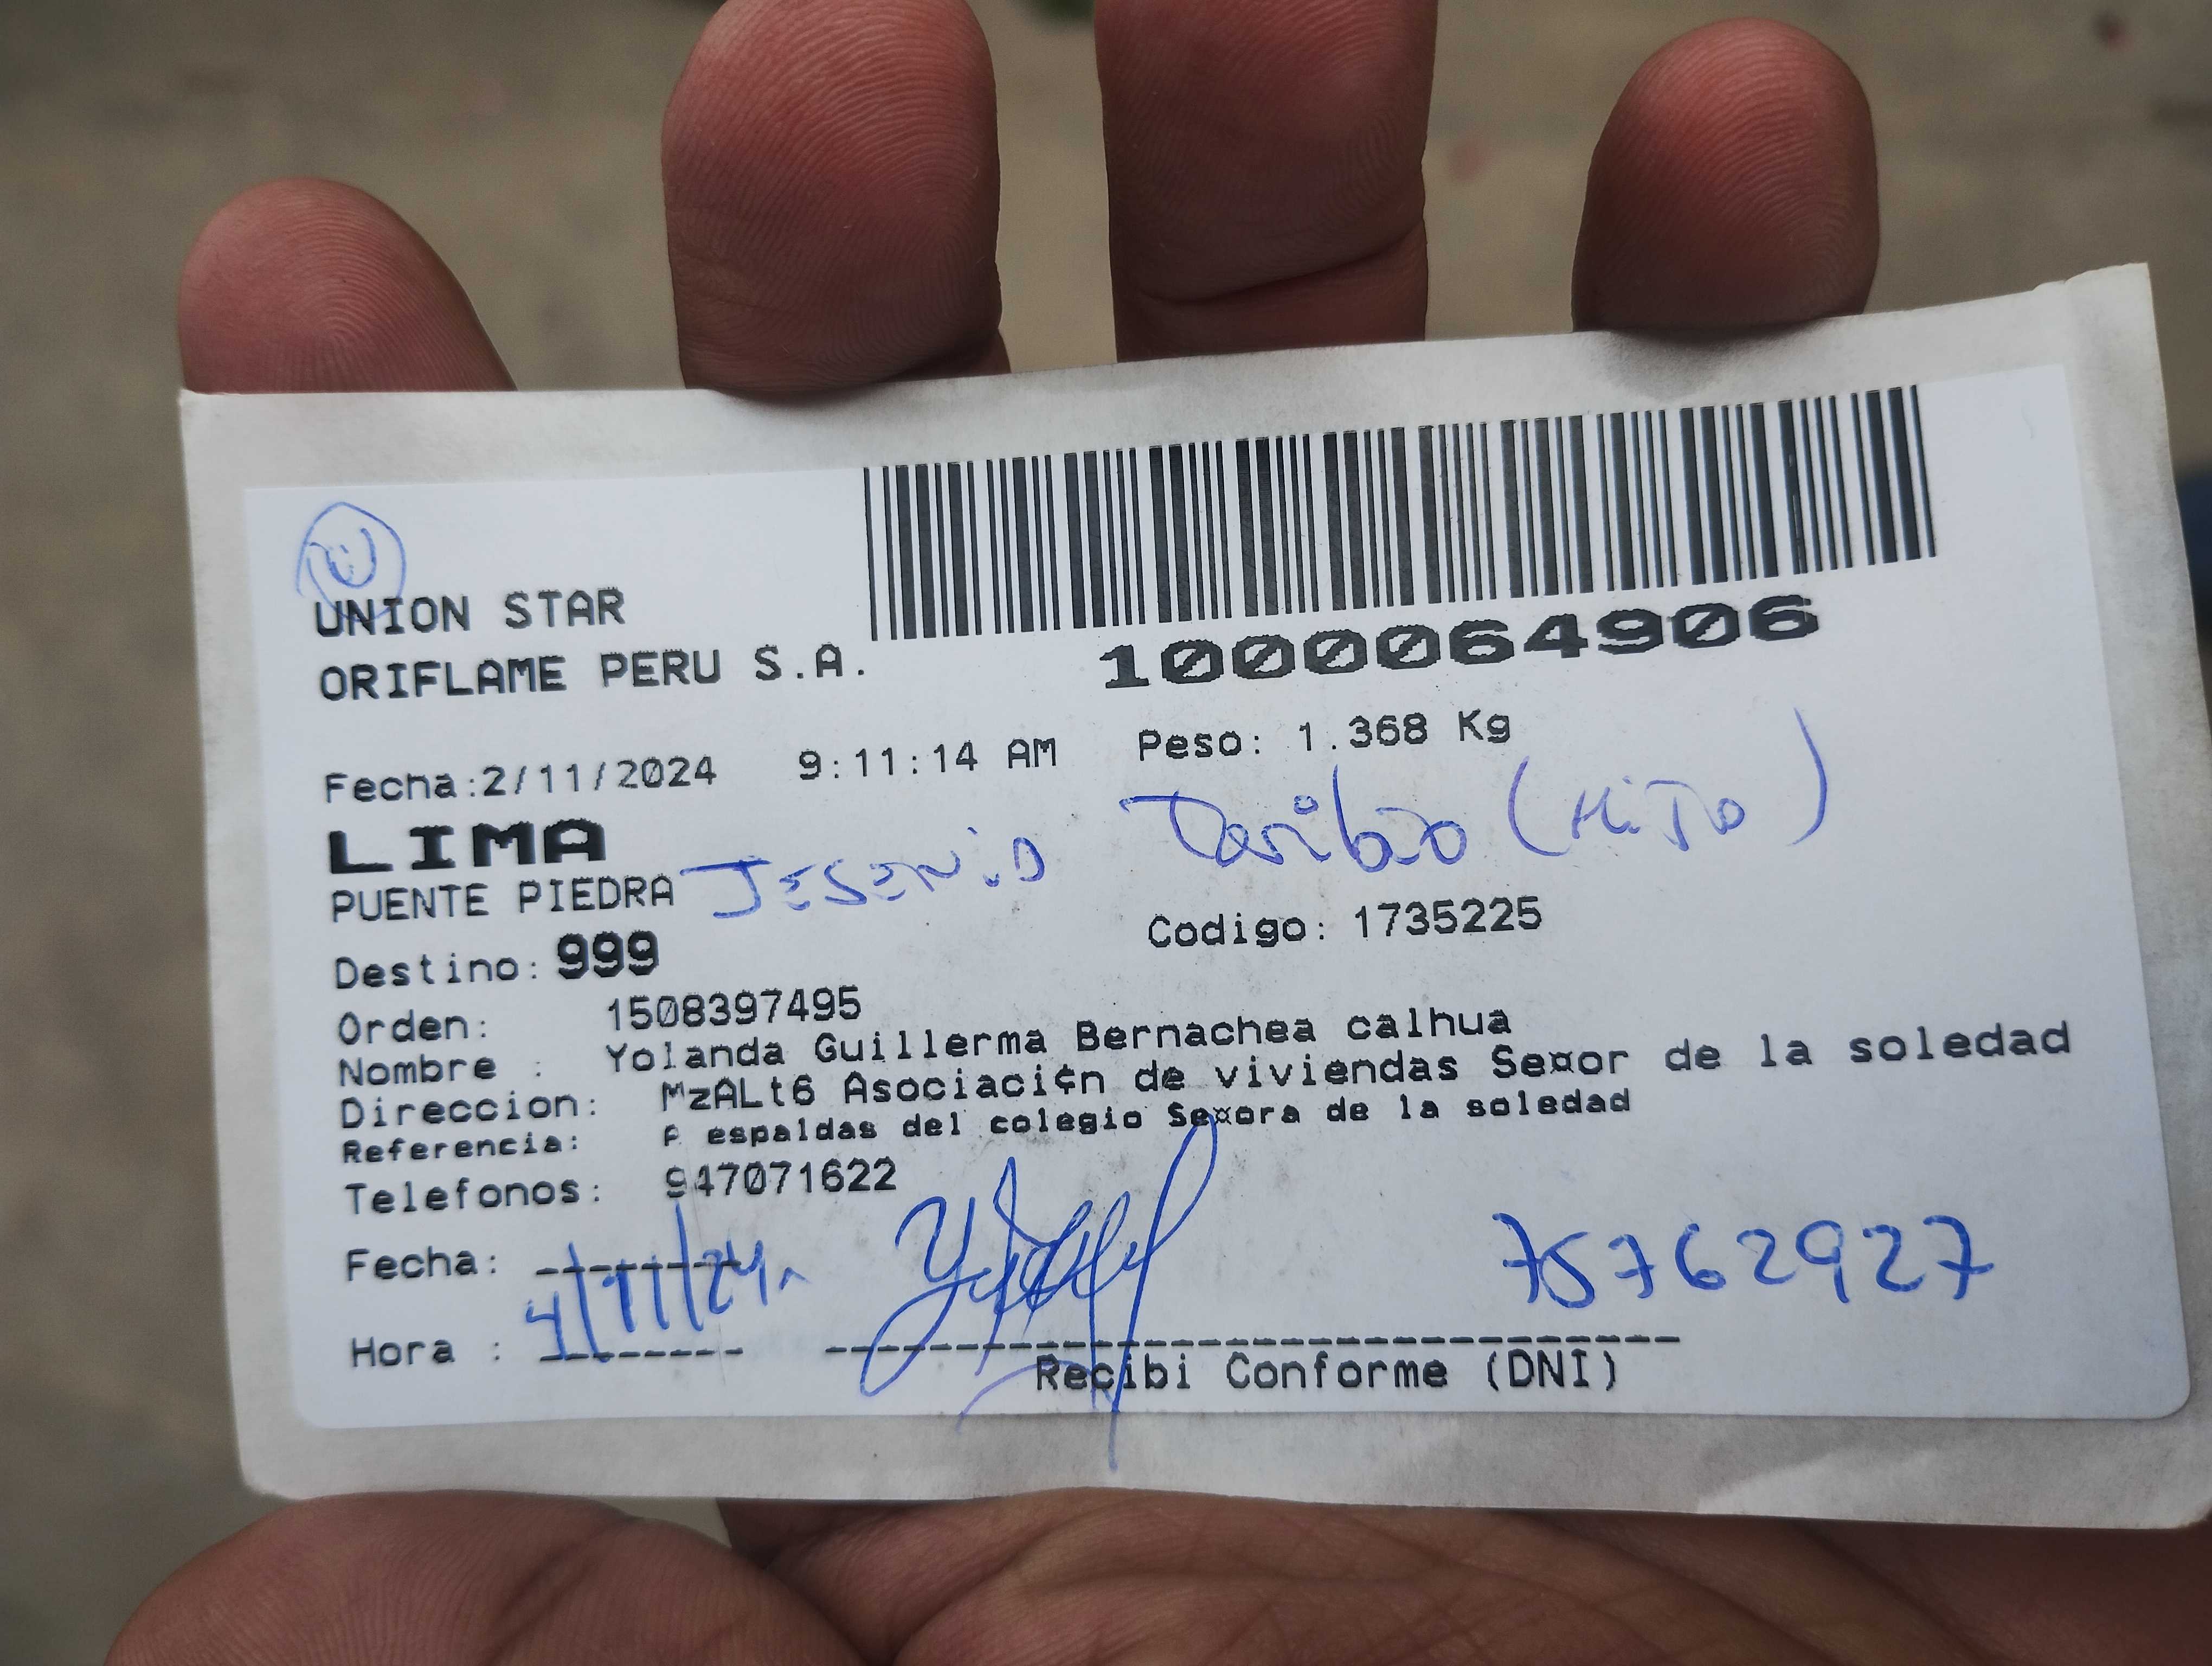 UNION STAR
ORIFLAME PERU S.A.
1000064906
Fecha:2/11/2024 9:11:14 AM Peso: 1.368 Kg
LIMA
PUENTE PIEDRA
Destino: 999 Codigo: 1735225
Orden: 1508397495
Nombre : Yolanda Guillerma Bernachea calhua
Direccion: MzALt6 Asociaci¢n de viviendas Se¤or de la soledad
Referencia: A espaldas del colegio Se¤ora de la soledad
Telefonos: 947071622
Fecha: 4/11/24
75762927
Hora :
Recibi Conforme (DNI)